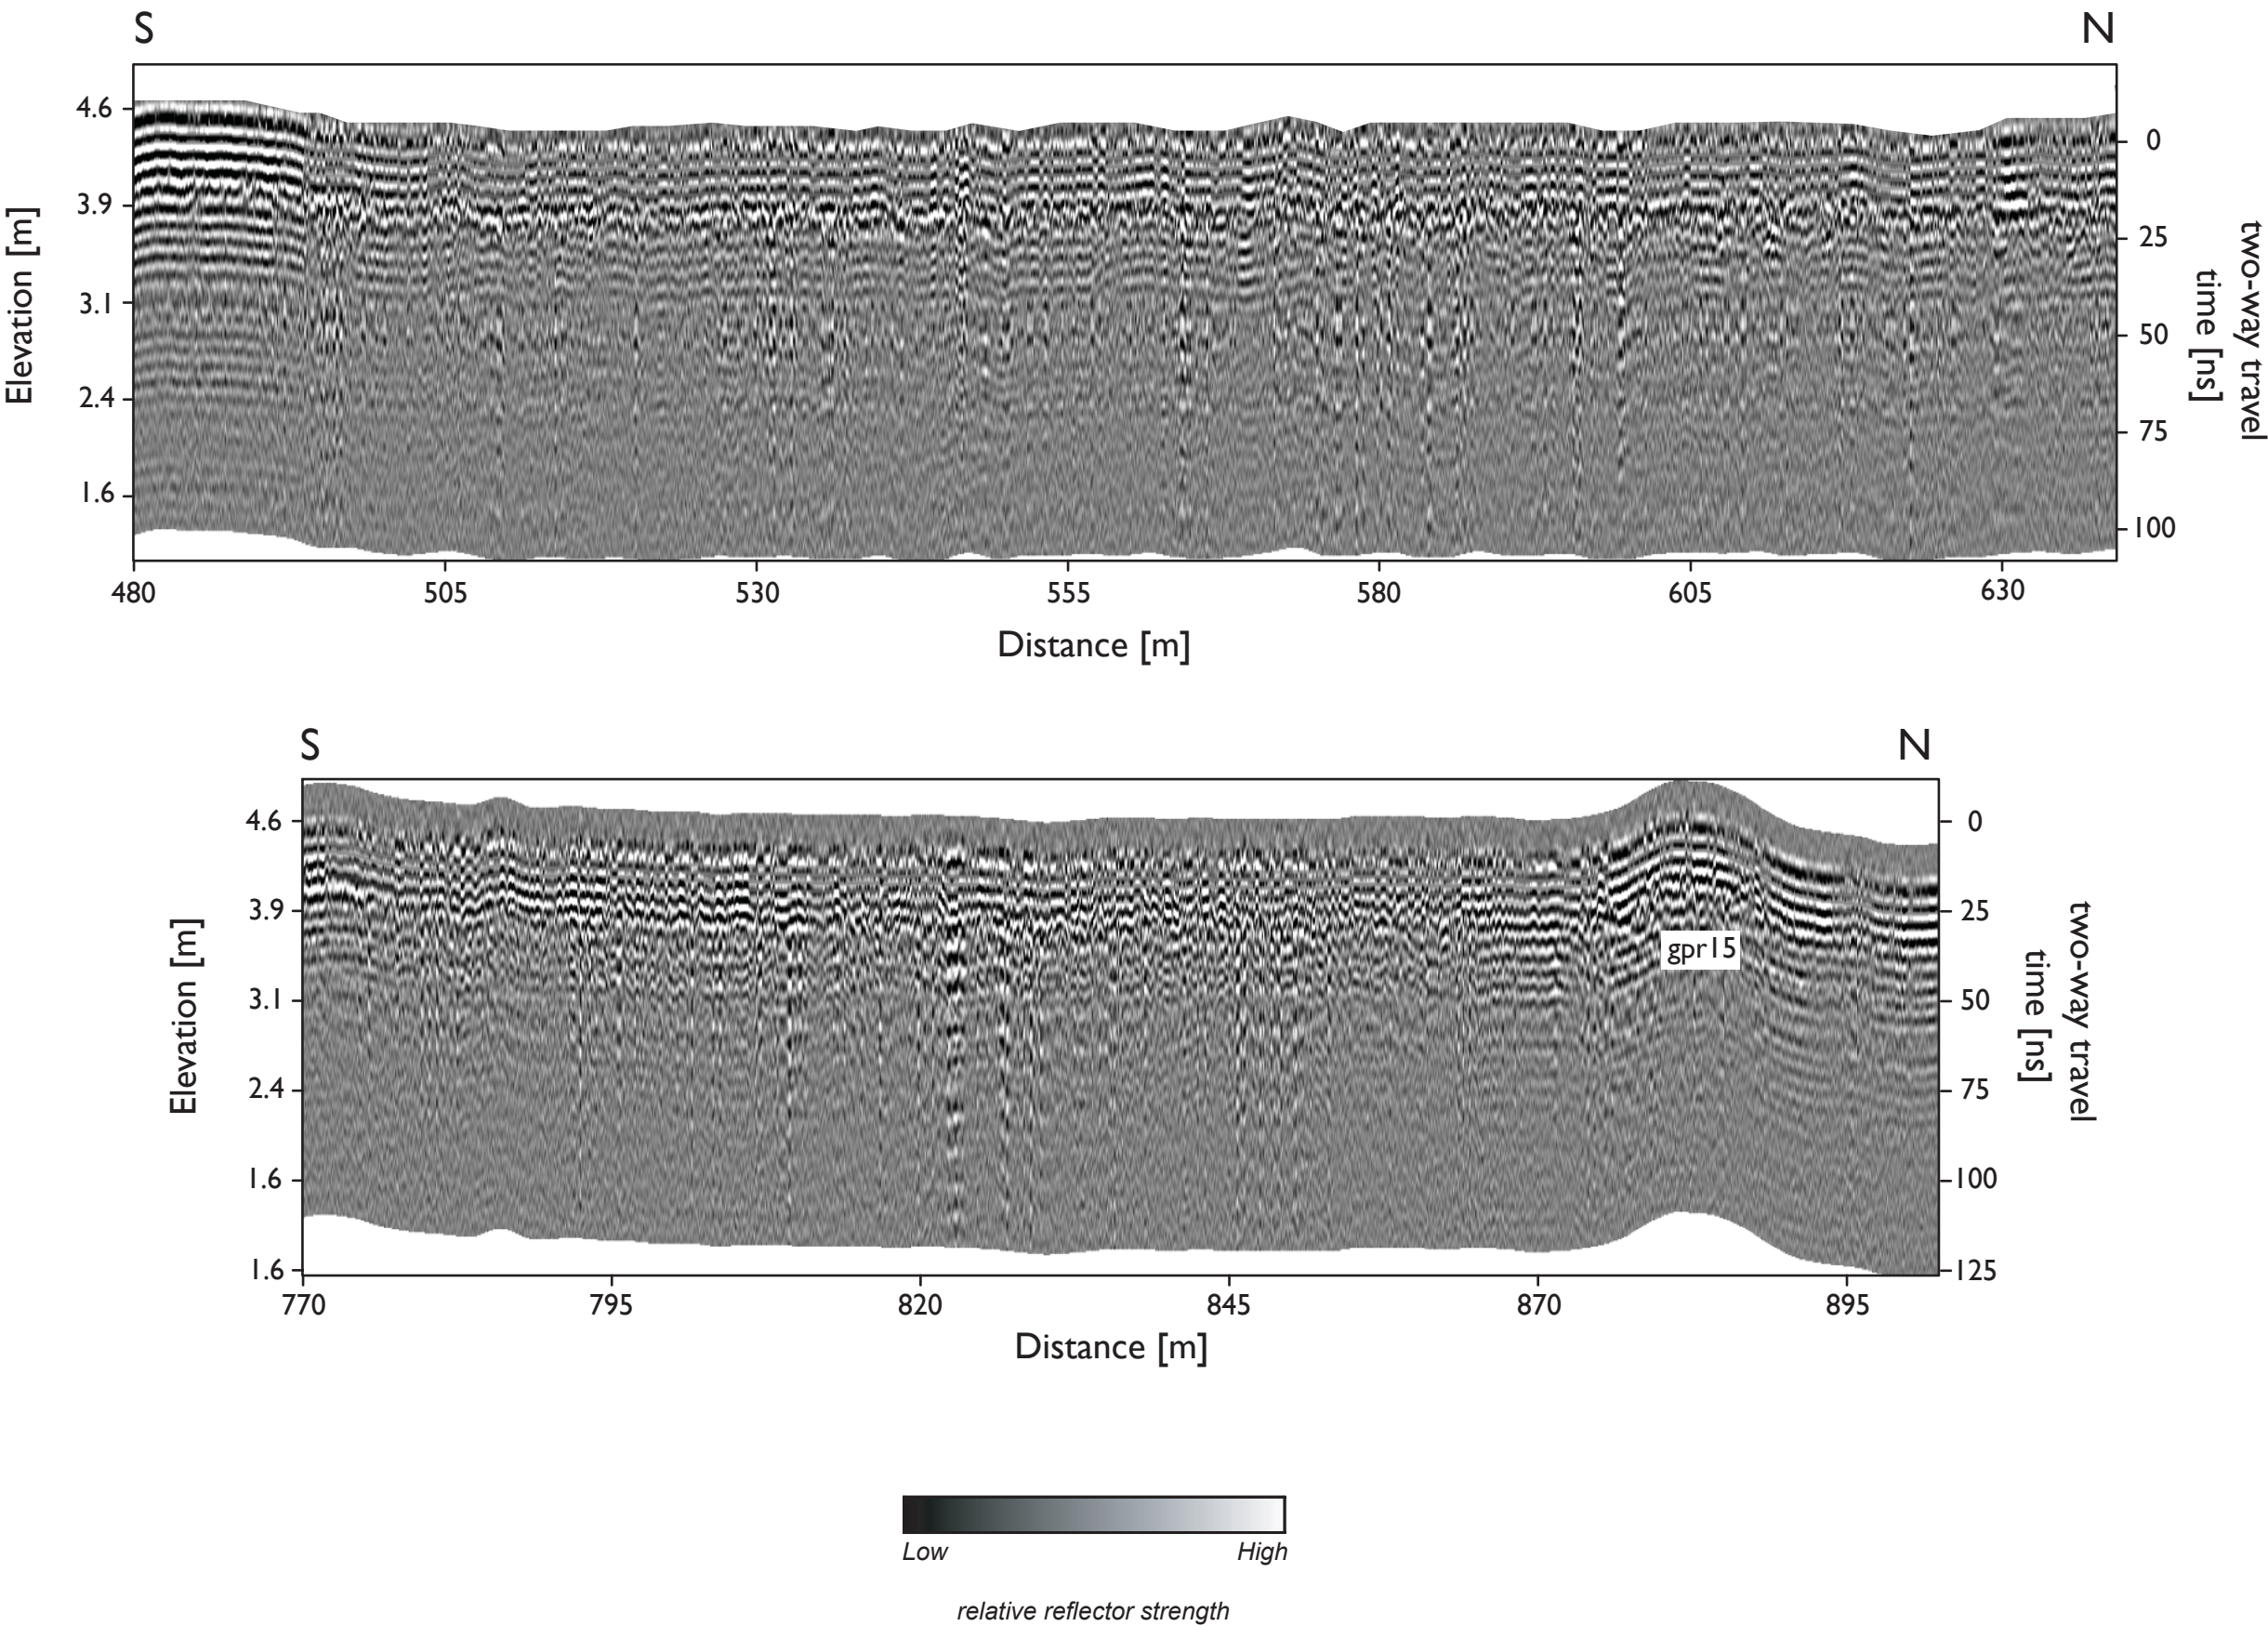 S N
4.6
3.9
3.1
2.4
1.6
Elevation [m]
0
25
50
75
100
two-way travel
time [ns]
480 505 530 555 580 605 630
Distance [m]
S N
4.6
3.9
3.1
2.4
1.6
1.6
Elevation [m]
gpr15
0
25
50
75
100
125
two-way travel
time [ns]
770 795 820 845 870 895
Distance [m]
Low High
relative reflector strength